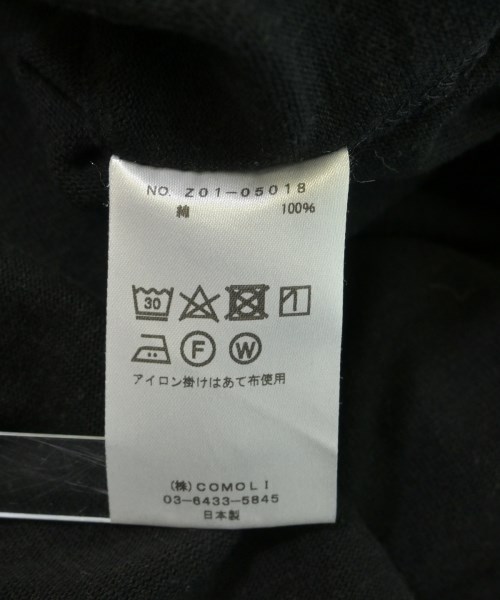 NO. Z01-05018
綿 100%
30
F W
アイロン掛けはあて布使用
(株)COMOLI
03-6433-5845
日本製